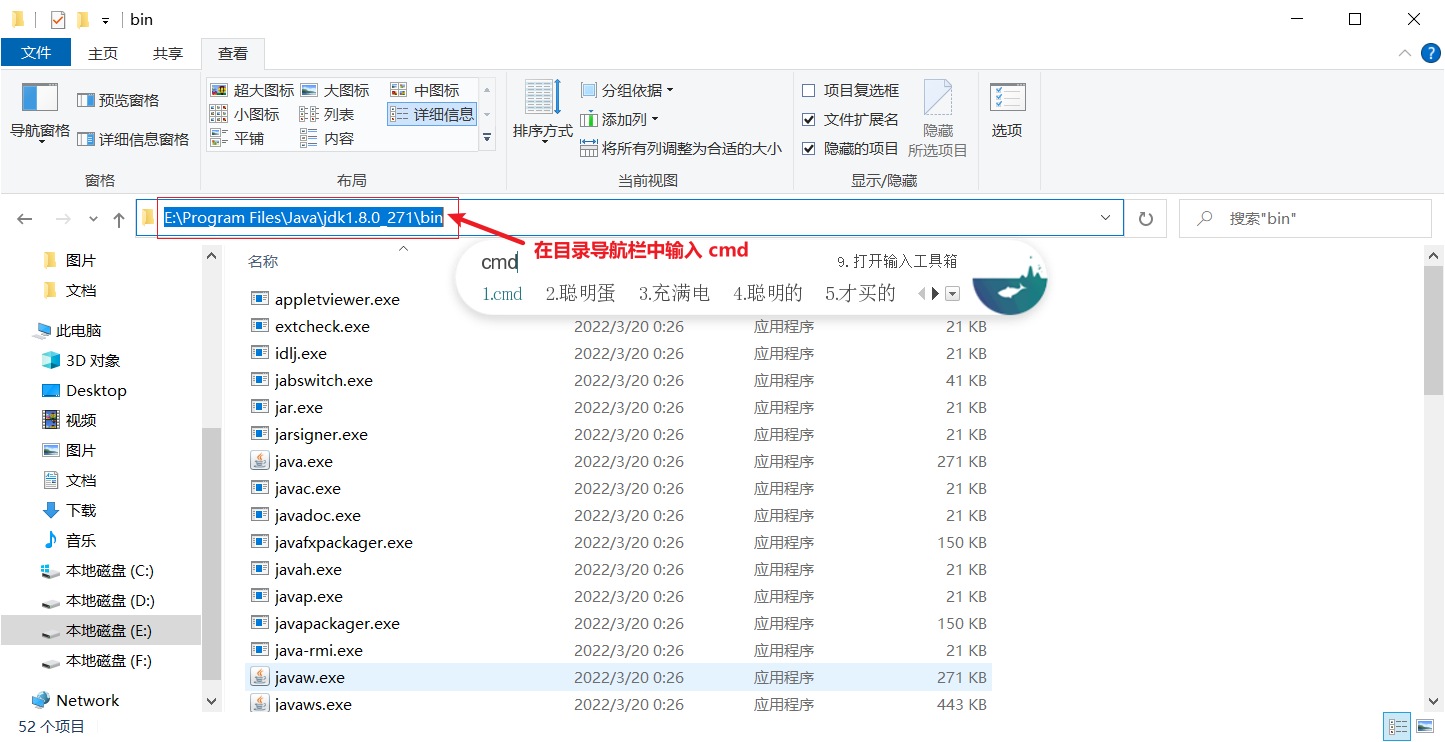 bin
文件 主页 共享 查看
导航窗格 预览窗格 详细信息窗格
窗格
超大图标 大图标 中图标
小图标 列表 详细信息
平铺 内容
布局
排序方式 分组依据
添加列
将所有列调整为合适的大小
当前视图
项目复选框
文件扩展名
隐藏的项目
隐藏
所选项目
显示/隐藏
选项
E:\Program Files\Java\jdk1.8.0_271\bin
搜索"bin"
在目录导航栏中输入 cmd
cmd 9. 打开输入工具箱
1.cmd 2.聪明蛋 3.充满电 4.聪明的 5.才买的
图片
文档
此电脑
3D 对象
Desktop
视频
图片
文档
下载
音乐
本地磁盘 (C:)
本地磁盘 (D:)
本地磁盘 (E:)
本地磁盘 (F:)
Network
名称
appletviewer.exe
extcheck.exe 2022/3/20 0:26 应用程序 21 KB
idlj.exe 2022/3/20 0:26 应用程序 21 KB
jabswitch.exe 2022/3/20 0:26 应用程序 41 KB
jar.exe 2022/3/20 0:26 应用程序 21 KB
jarsigner.exe 2022/3/20 0:26 应用程序 21 KB
java.exe 2022/3/20 0:26 应用程序 271 KB
javac.exe 2022/3/20 0:26 应用程序 21 KB
javadoc.exe 2022/3/20 0:26 应用程序 21 KB
javafxpackager.exe 2022/3/20 0:26 应用程序 150 KB
javah.exe 2022/3/20 0:26 应用程序 21 KB
javap.exe 2022/3/20 0:26 应用程序 21 KB
javapackager.exe 2022/3/20 0:26 应用程序 150 KB
java-rmi.exe 2022/3/20 0:26 应用程序 21 KB
javaw.exe 2022/3/20 0:26 应用程序 271 KB
javaws.exe 2022/3/20 0:26 应用程序 443 KB
52 个项目